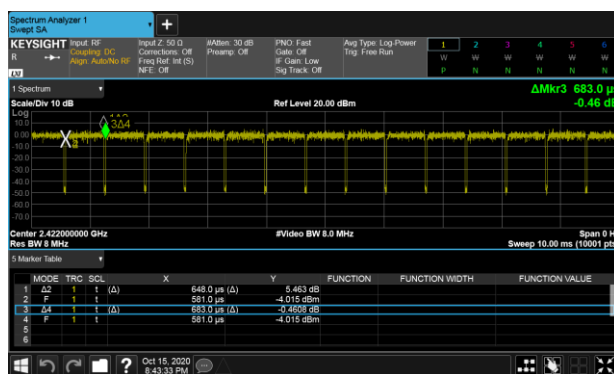 Spectrum Analyzer 1
Swept SA
KEYSIGHT Input: RF Input Z: 50 Ω #Atten: 30 dB PNO: Fast Avg Type: Log-Power 1 2 3 4 5 6
R Coupling: DC Corrections: Off Preamp: Off Gate: Off Trig: Free Run W W W W W W
Align: Auto/No RF Freq Ref: Int (S) IF Gain: Low
LXI NFE: Off Sig Track: Off P N N N N N
1 Spectrum ΔMkr3 683.0 µs
Scale/Div 10 dB Ref Level 20.00 dBm -0.46 dB
Log
10.0
0.00
-10.0
-20.0
-30.0
-40.0
-50.0
-60.0
-70.0
3Δ4
Center 2.422000000 GHz #Video BW 8.0 MHz Span 0 H
Res BW 8 MHz Sweep 10.00 ms (10001 pts
5 Marker Table
MODE TRC SCL X Y FUNCTION FUNCTION WIDTH FUNCTION VALUE
1 Δ2 1 t (Δ) 648.0 µs (Δ) 5.463 dB
2 F 1 t 581.0 µs -4.015 dBm
3 Δ4 1 t (Δ) 683.0 µs (Δ) -0.4608 dB
4 F 1 t 581.0 µs -4.015 dBm
5
6
? Oct 15, 2020
8:43:33 PM